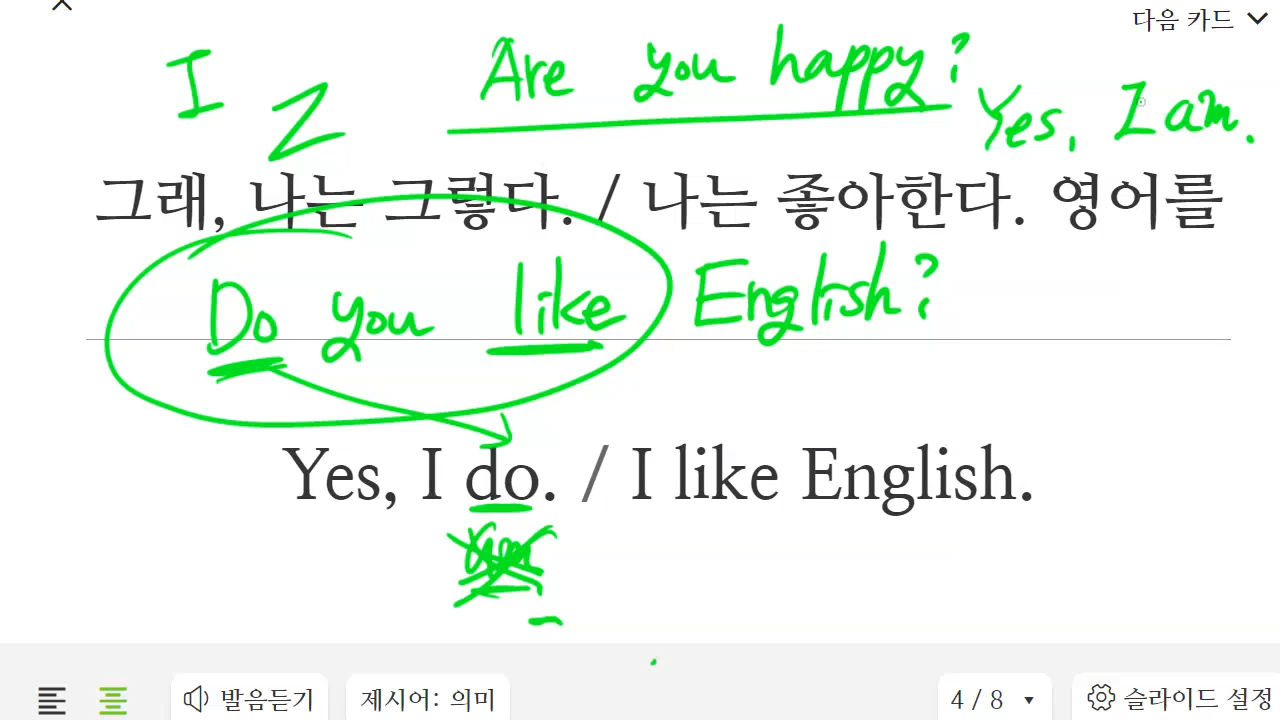 다음 카드
I Z Are you happy?
Yes, I am.
그래, 나는 그렇다. / 나는 좋아한다. 영어를
Do you like English?
Yes, I do. / I like English.
발음듣기 제시어: 의미 4 / 8 슬라이드 설정